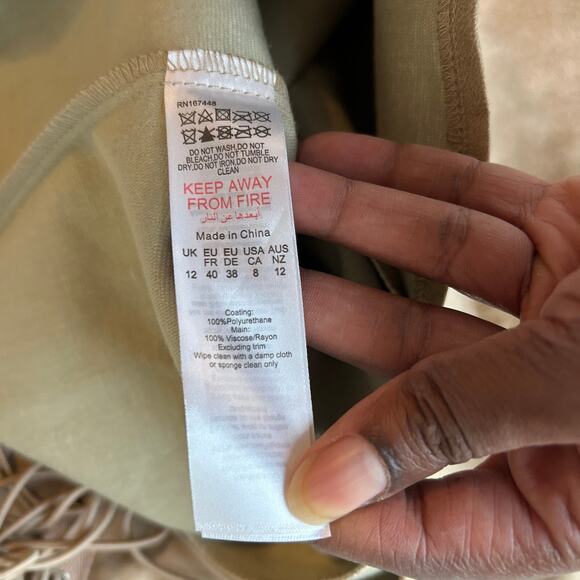 RN167448
DO NOT WASH,DO NOT
BLEACH,DO NOT TUMBLE
DRY,DO NOT IRON,DO NOT DRY
CLEAN
KEEP AWAY
FROM FIRE
أبعدها عن النار
Made in China
UK EU EU USA AUS
FR DE CA NZ
12 40 38 8 12
Coating:
100%Polyurethane
Main:
100% Viscose/Rayon
Excluding trim
Wipe clean with a damp cloth
or sponge clean only